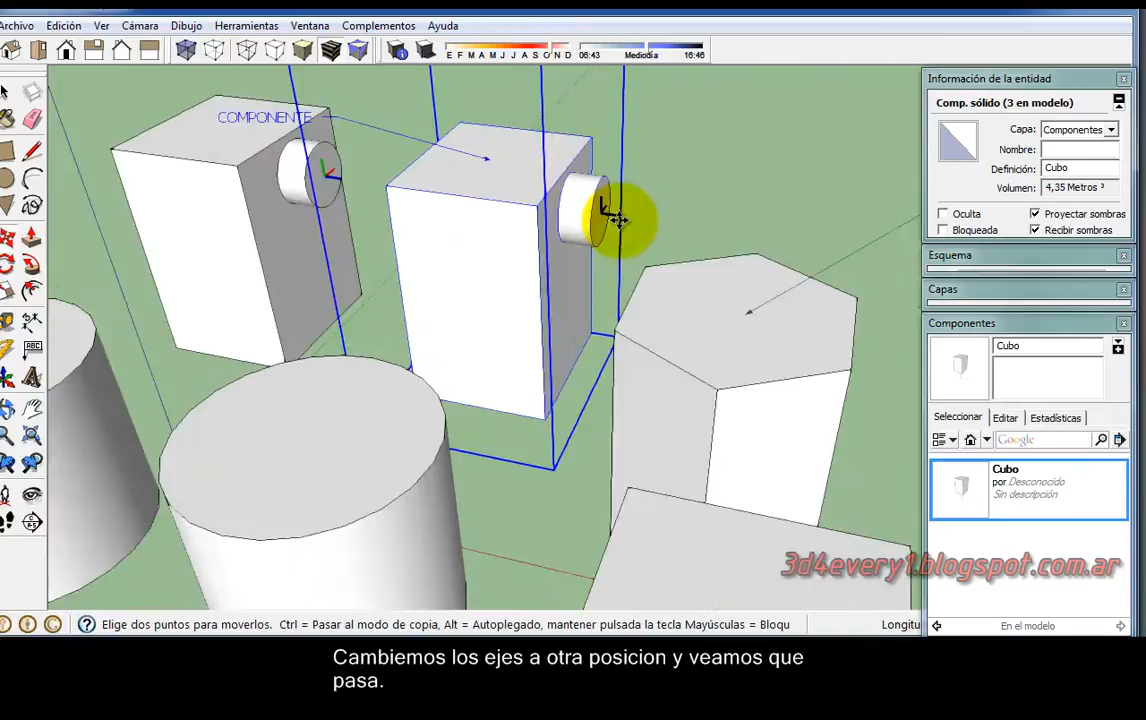 Archivo Edición Ver Cámara Dibujo Herramientas Ventana Complementos Ayuda
E F M A M J J A S O N D 06:43 Mediodía 16:46
Información de la entidad
Comp. sólido (3 en modelo)
Capa: Componentes
Nombre:
Definición: Cubo
Volumen: 4,35 Metros ³
Oculta Proyectar sombras
Bloqueada Recibir sombras
Esquema
Capas
Componentes
Cubo
Seleccionar Editar Estadísticas
Google
Cubo
por Desconocido
Sin descripción
En el modelo
COMPONENTE
ABC
3d4every1.blogspot.com.ar
Elige dos puntos para moverlos. Ctrl = Pasar al modo de copia, Alt = Autoplegado, mantener pulsada la tecla Mayúsculas = Bloqu
Longitu
Cambiemos los ejes a otra posicion y veamos que
pasa.